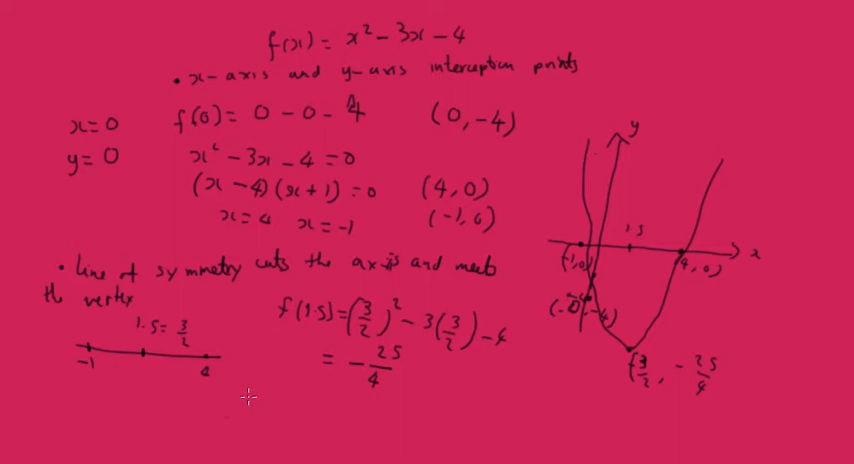 f(x) = x² - 3x - 4
• x-axis and y-axis interception points
x=0 f(0) = 0 - 0 - 4 (0,-4)
y=0 x² - 3x - 4 = 0
(x - 4)(x + 1) = 0 (4,0)
x = 4 x = -1 (-1,0)
• Line of symmetry cuts the axis and meets
the vertex
f(1.5) = (3/2)² - 3(3/2) - 4
= - 25/4
1.5 = 3/2
-1 4
y
1.5
x
(-1,0) (4,0)
(0,-4)
(3/2, - 25/4